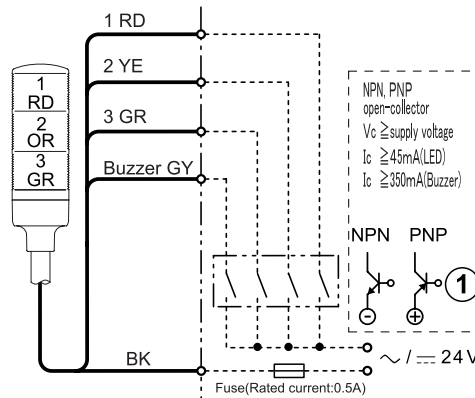 1 RD
2 YE
3 GR
Buzzer GY
BK
1
RD
2
OR
3
GR
NPN, PNP
open-collector
Vc ≧supply voltage
Ic ≧45mA(LED)
Ic ≧350mA(Buzzer)
NPN PNP
1
− +
~ / ⎓ 24V
Fuse(Rated current:0.5A)